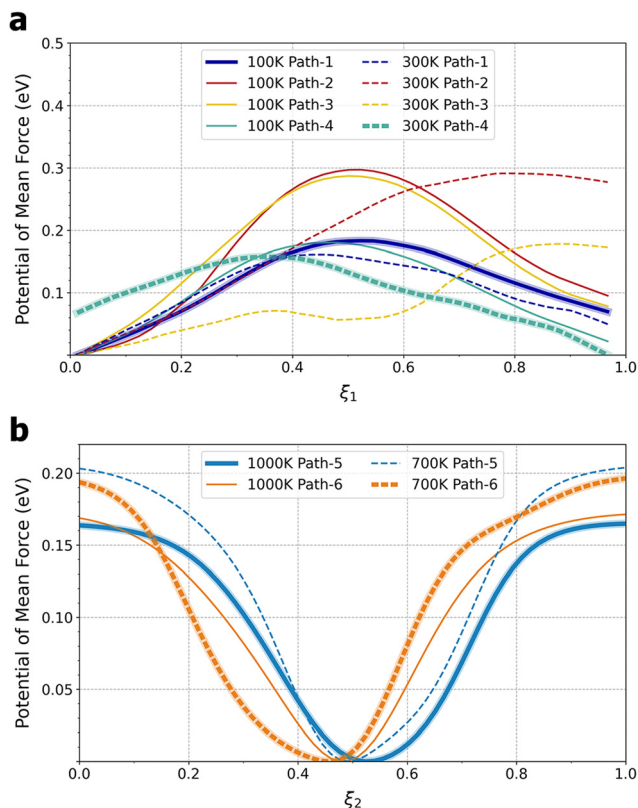 a
0.5
0.4
0.3
0.2
0.1
Potential of Mean Force (eV)
100K Path-1
100K Path-2
100K Path-3
100K Path-4
300K Path-1
300K Path-2
300K Path-3
300K Path-4
0.0 0.2 0.4 0.6 0.8 1.0
ξ1
b
0.20
0.15
0.10
0.05
Potential of Mean Force (eV)
1000K Path-5
1000K Path-6
700K Path-5
700K Path-6
0.0 0.2 0.4 0.6 0.8 1.0
ξ2